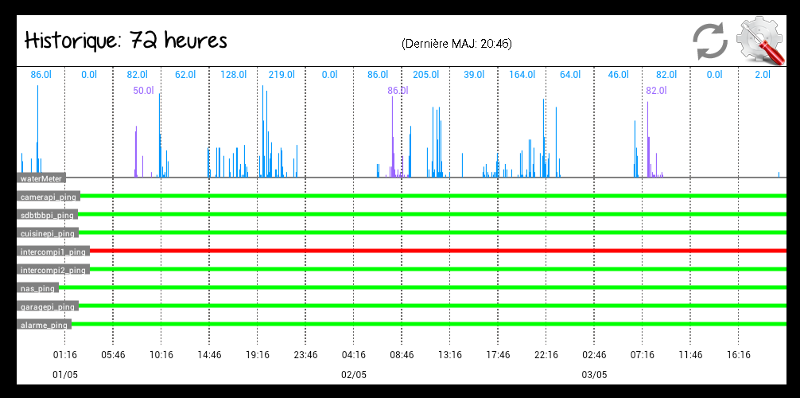 Historique: 72 heures
(Dernière MAJ: 20:46)
86.0l 0.0l 82.0l 62.0l 128.0l 219.0l 0.0l 86.0l 205.0l 39.0l 164.0l 64.0l 46.0l 82.0l 0.0l 2.0l
50.0l 86.0l 82.0l
waterMeter
camerapi_ping
sdbtbbpi_ping
cuisinepi_ping
intercompi1_ping
intercompi2_ping
nas_ping
garagepi_ping
alarme_ping
01:16 05:46 10:16 14:46 19:16 23:46 04:16 08:46 13:16 17:46 22:16 02:46 07:16 11:46 16:16
01/05 02/05 03/05